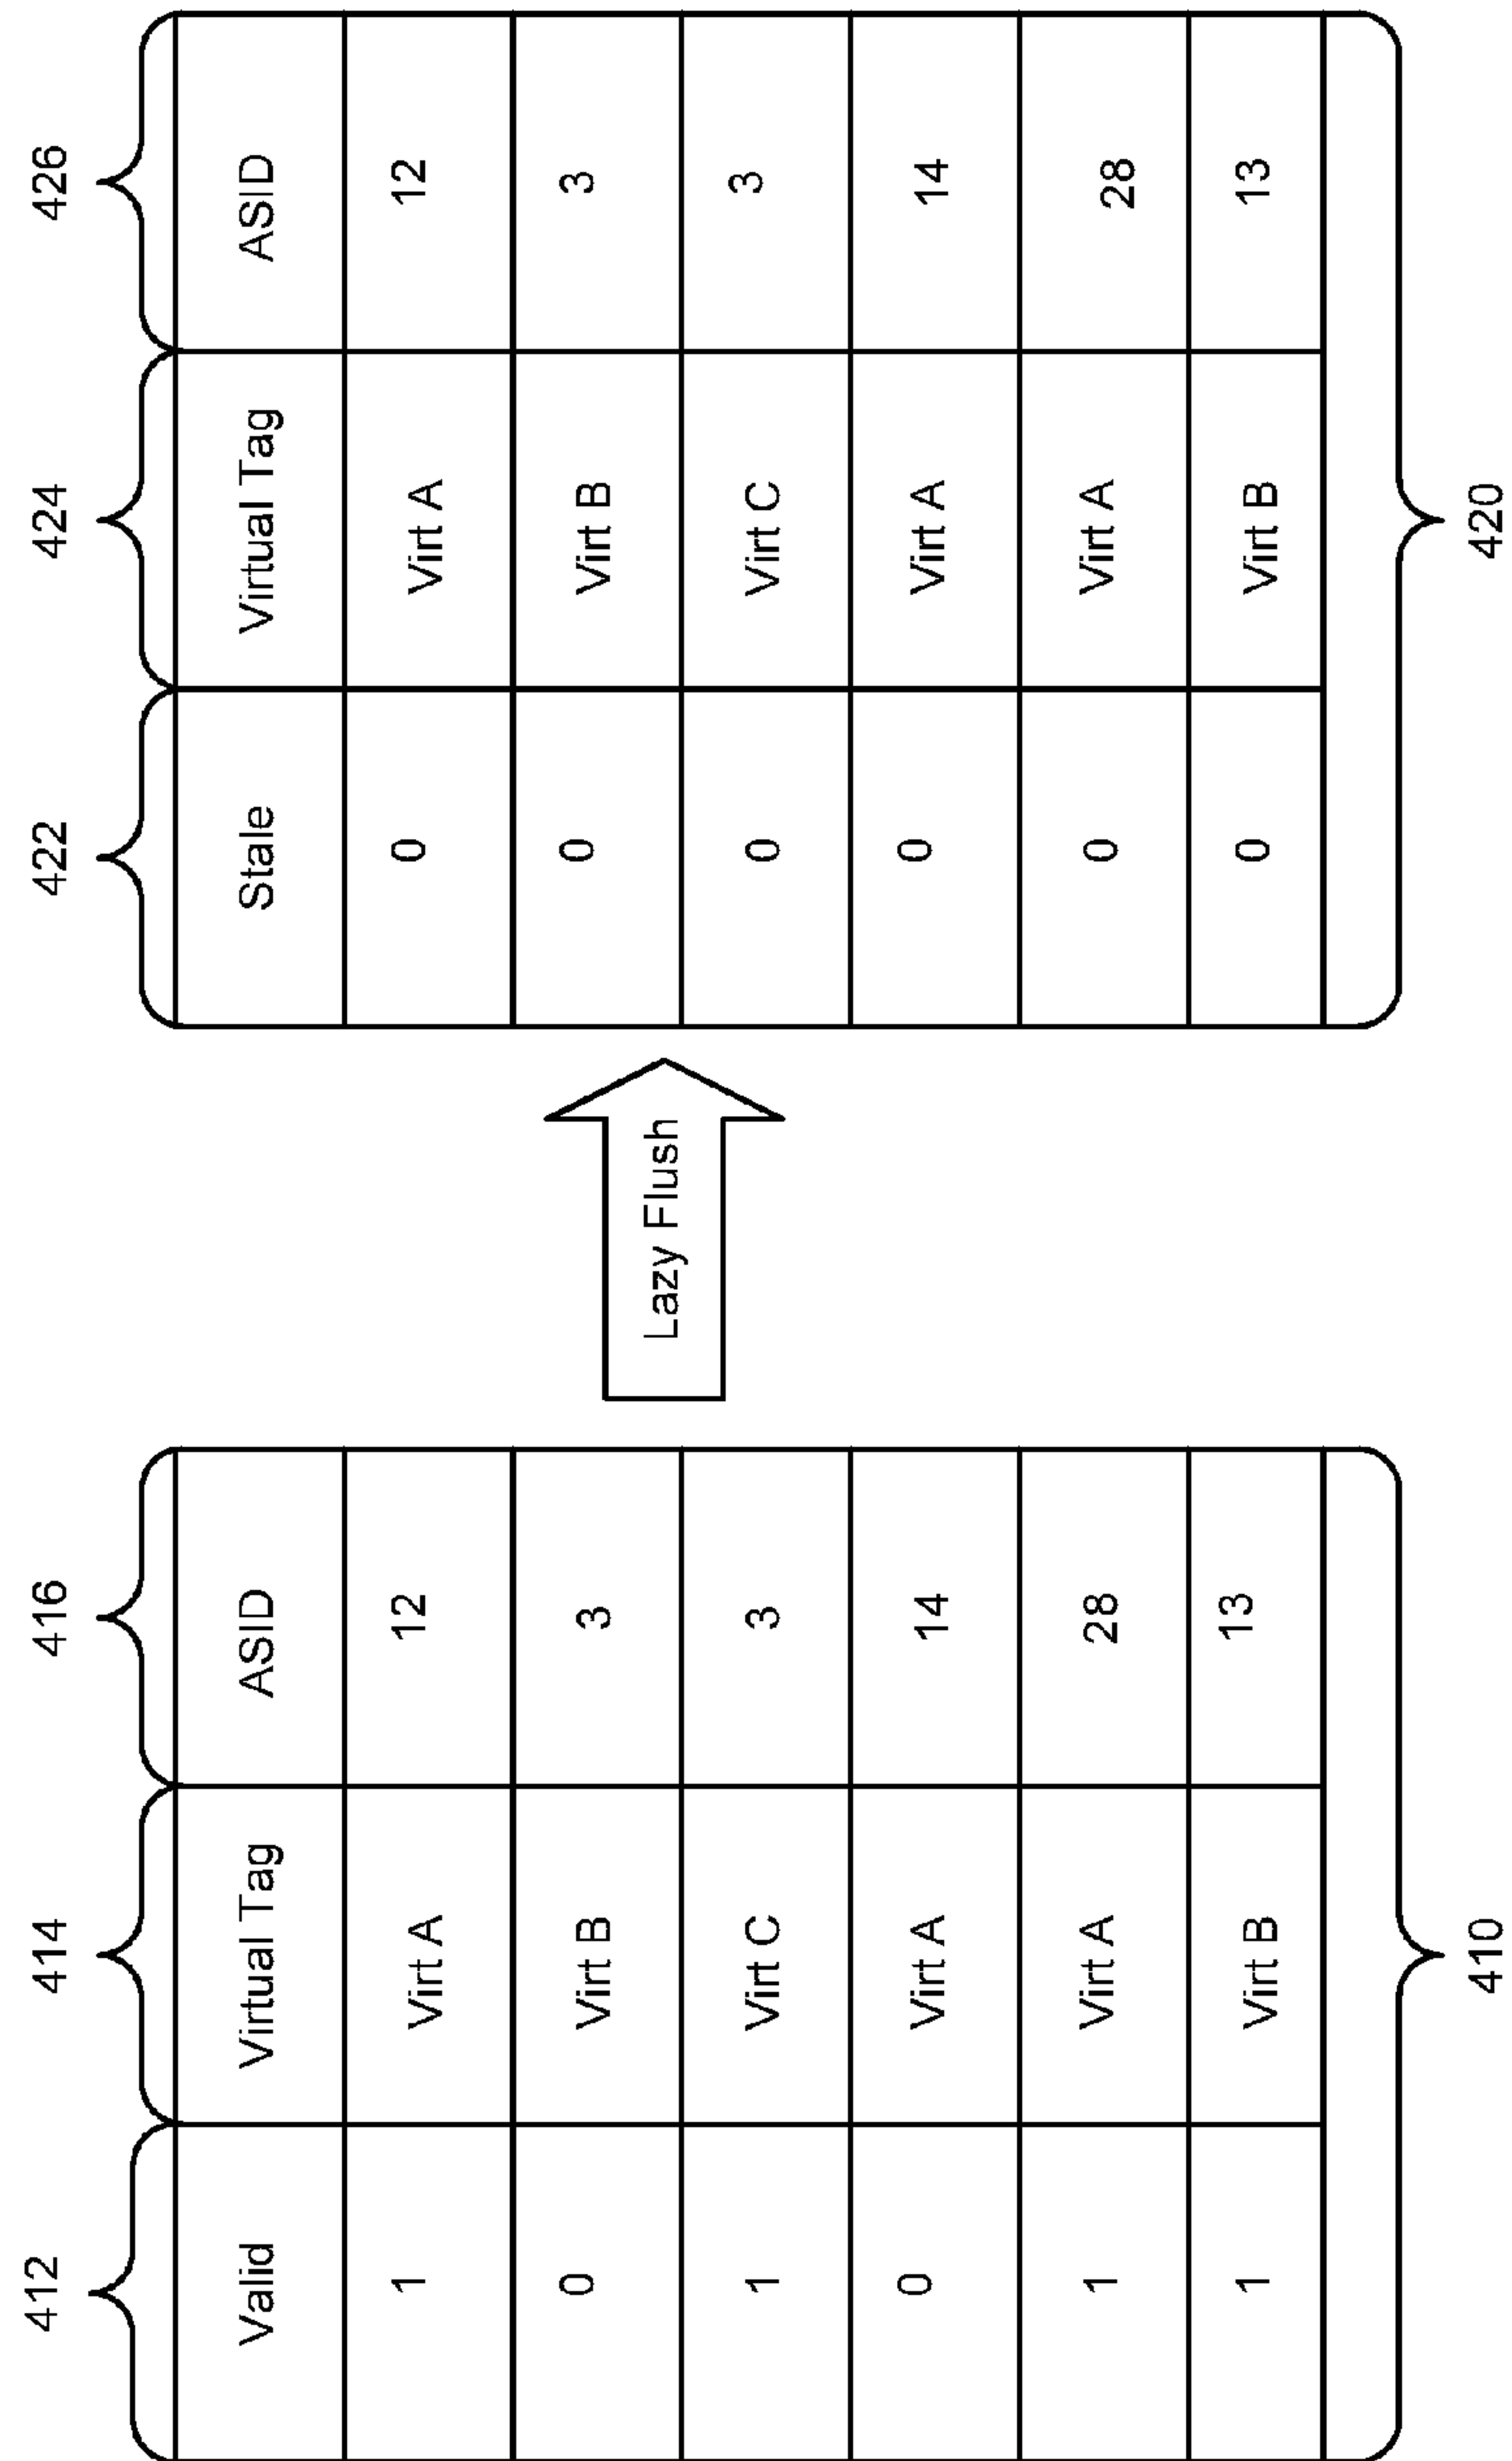 412 414 416 422 424 426
Valid Virtual Tag ASID Stale Virtual Tag ASID
1 Virt A 12 0 Virt A 12
0 Virt B 3 0 Virt B 3
1 Virt C 3 Lazy Flush 0 Virt C 3
0 Virt A 14 0 Virt A 14
1 Virt A 28 0 Virt A 28
1 Virt B 13 0 Virt B 13
410 420